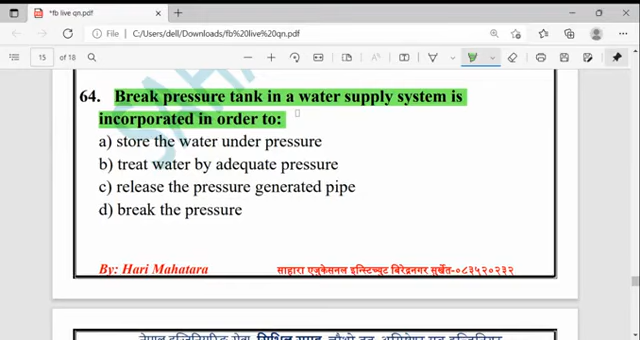 *fb live qn.pdf
File
C:/Users/dell/Downloads/fb%20live%20qn.pdf
15 of 18
64. Break pressure tank in a water supply system is
incorporated in order to:
a) store the water under pressure
b) treat water by adequate pressure
c) release the pressure generated pipe
d) break the pressure
By: Hari Mahatara साहारा एजुकेसनल इन्स्टिच्युट बिरेन्द्रनगर सुर्खेत-०८३५२०२३२